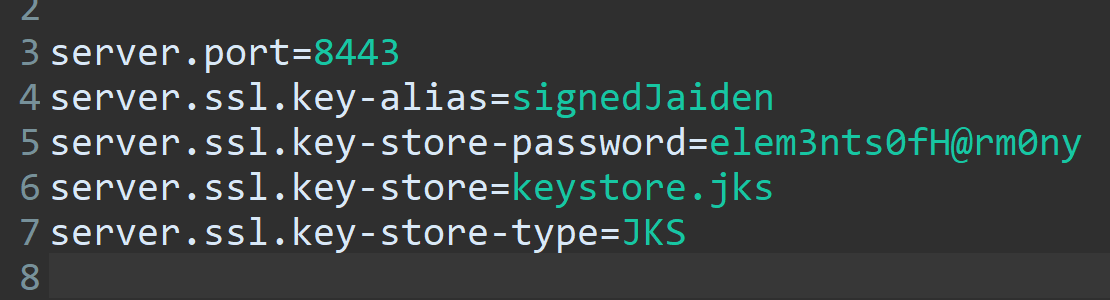 2
3 server.port=8443
4 server.ssl.key-alias=signedJaiden
5 server.ssl.key-store-password=elem3nts0fH@rm0ny
6 server.ssl.key-store=keystore.jks
7 server.ssl.key-store-type=JKS
8